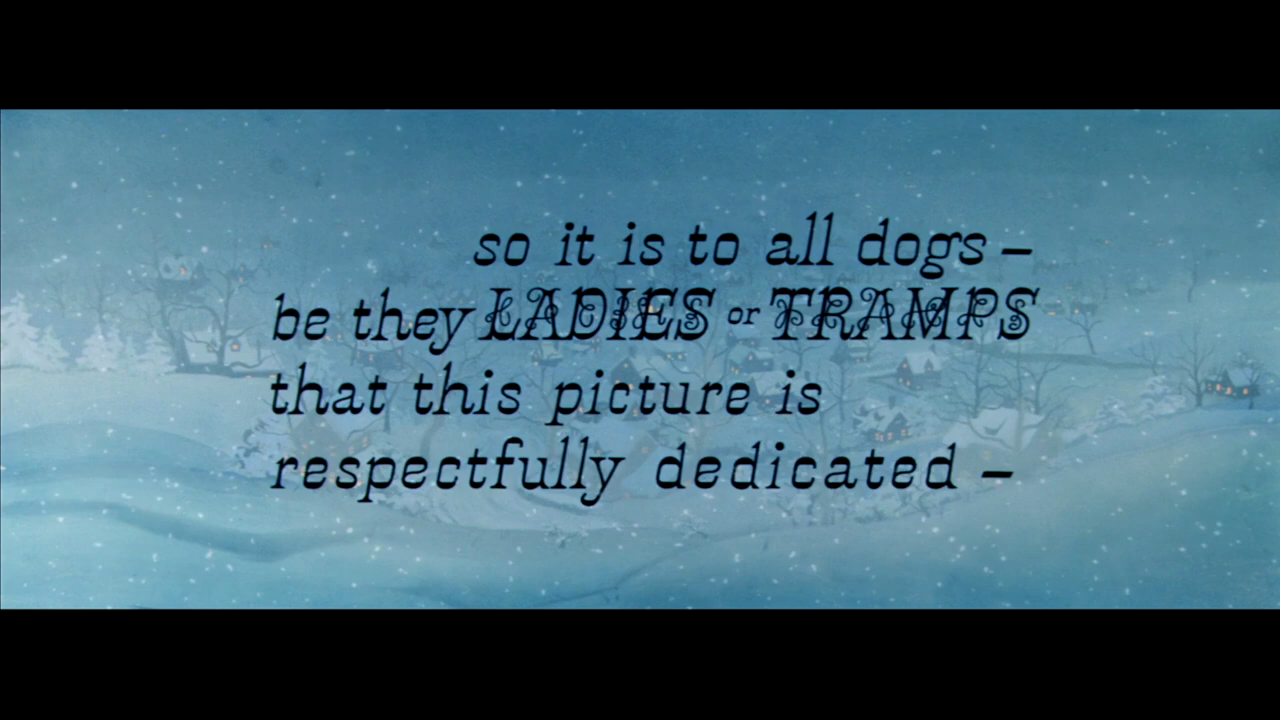 so it is to all dogs –
be they LADIES or TRAMPS
that this picture is
respectfully dedicated –